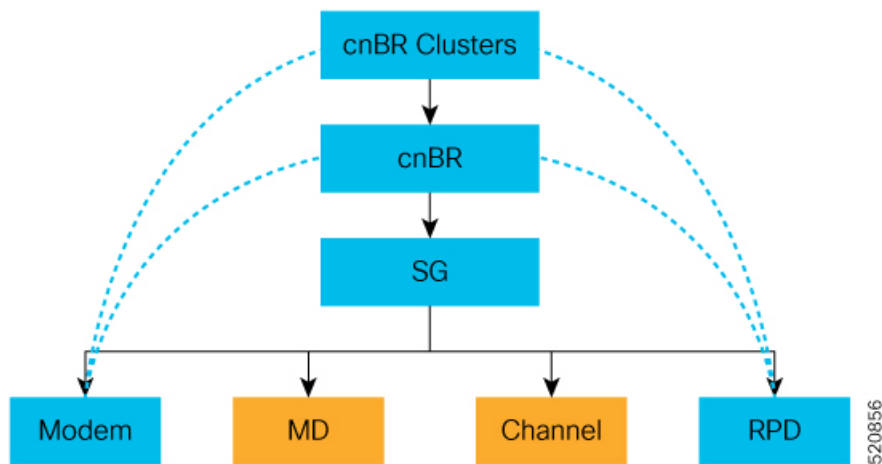 cnBR Clusters
cnBR
SG
Modem
MD
Channel
RPD
520856